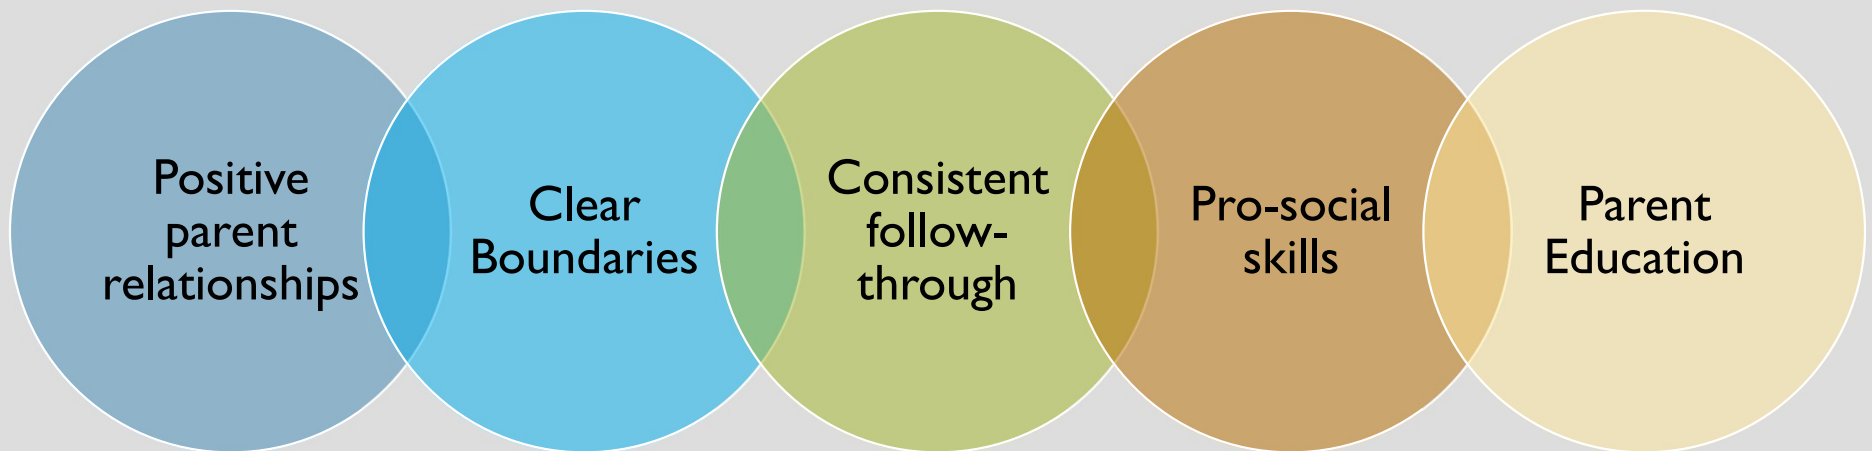 Positive
parent
relationships
Clear
Boundaries
Consistent
follow-
through
Pro-social
skills
Parent
Education